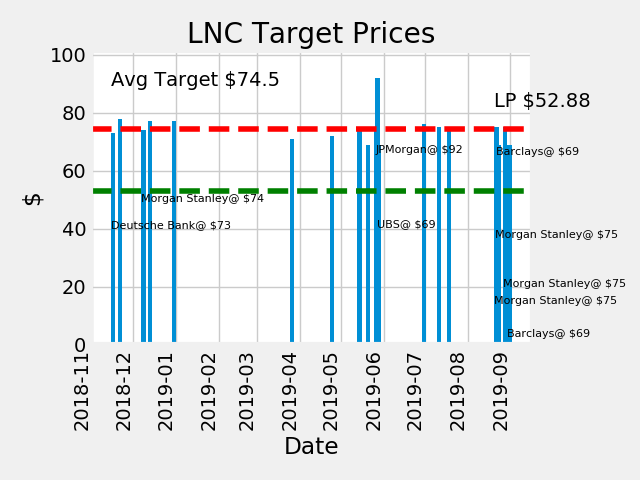 LNC Target Prices
100
Avg Target $74.5
LP $52.88
80
JPMorgan@ $92
Barclays@ $69
60
$
Morgan Stanley@ $74
Deutsche Bank@ $73
UBS@ $69
40
Morgan Stanley@ $75
Morgan Stanley@ $75
20
Morgan Stanley@ $75
Barclays@ $69
0
2018-11
2018-12
2019-01
2019-02
2019-03
2019-04
2019-05
2019-06
2019-07
2019-08
2019-09
Date